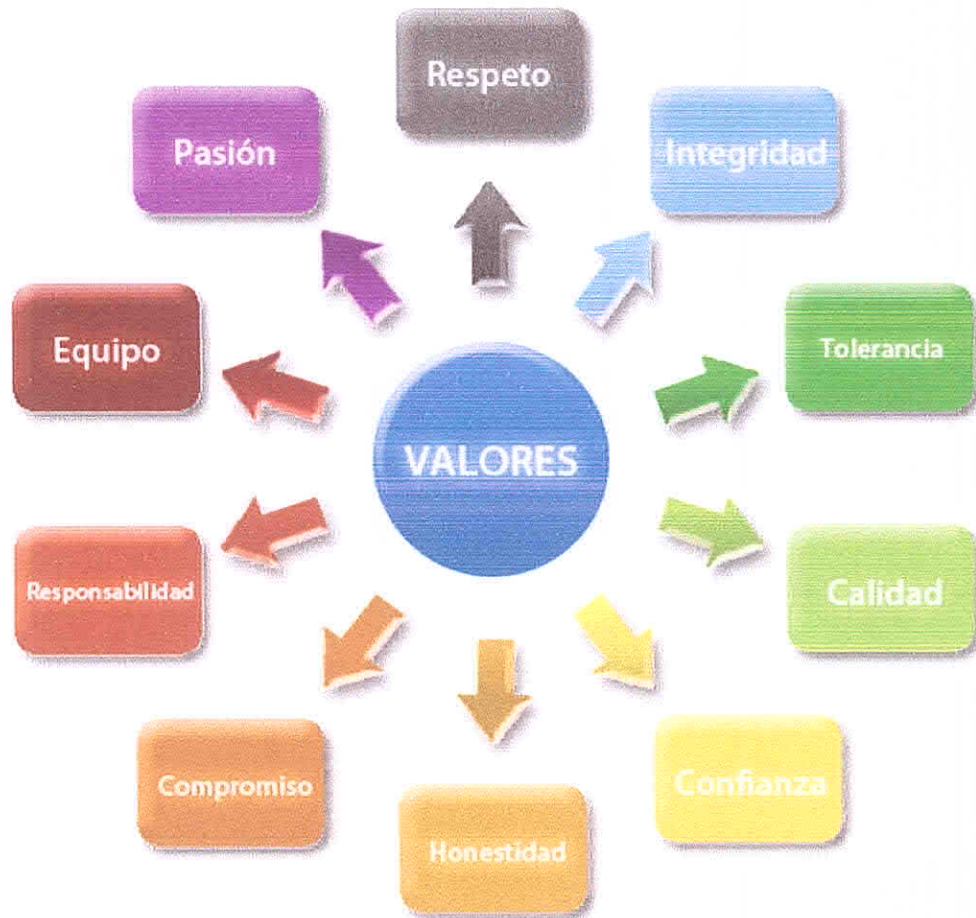 Respeto
Pasión
Integridad
Equipo
Tolerancia
VALORES
Responsabilidad
Calidad
Compromiso
Confianza
Honestidad